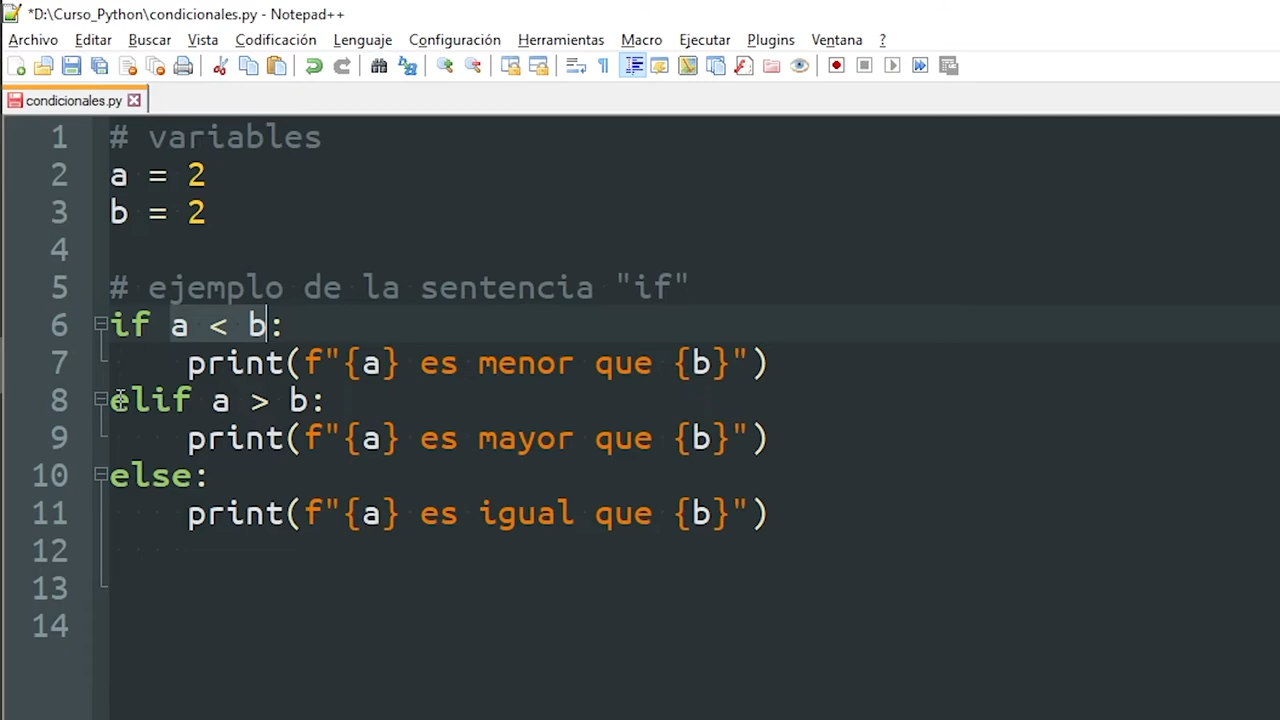 *D:\Curso_Python\condicionales.py - Notepad++
Archivo Editar Buscar Vista Codificación Lenguaje Configuración Herramientas Macro Ejecutar Plugins Ventana ?
condicionales.py
1 # variables
2 a = 2
3 b = 2
4
5 # ejemplo de la sentencia "if"
6 if a < b:
7     print(f"{a} es menor que {b}")
8 elif a > b:
9     print(f"{a} es mayor que {b}")
10 else:
11     print(f"{a} es igual que {b}")
12
13
14